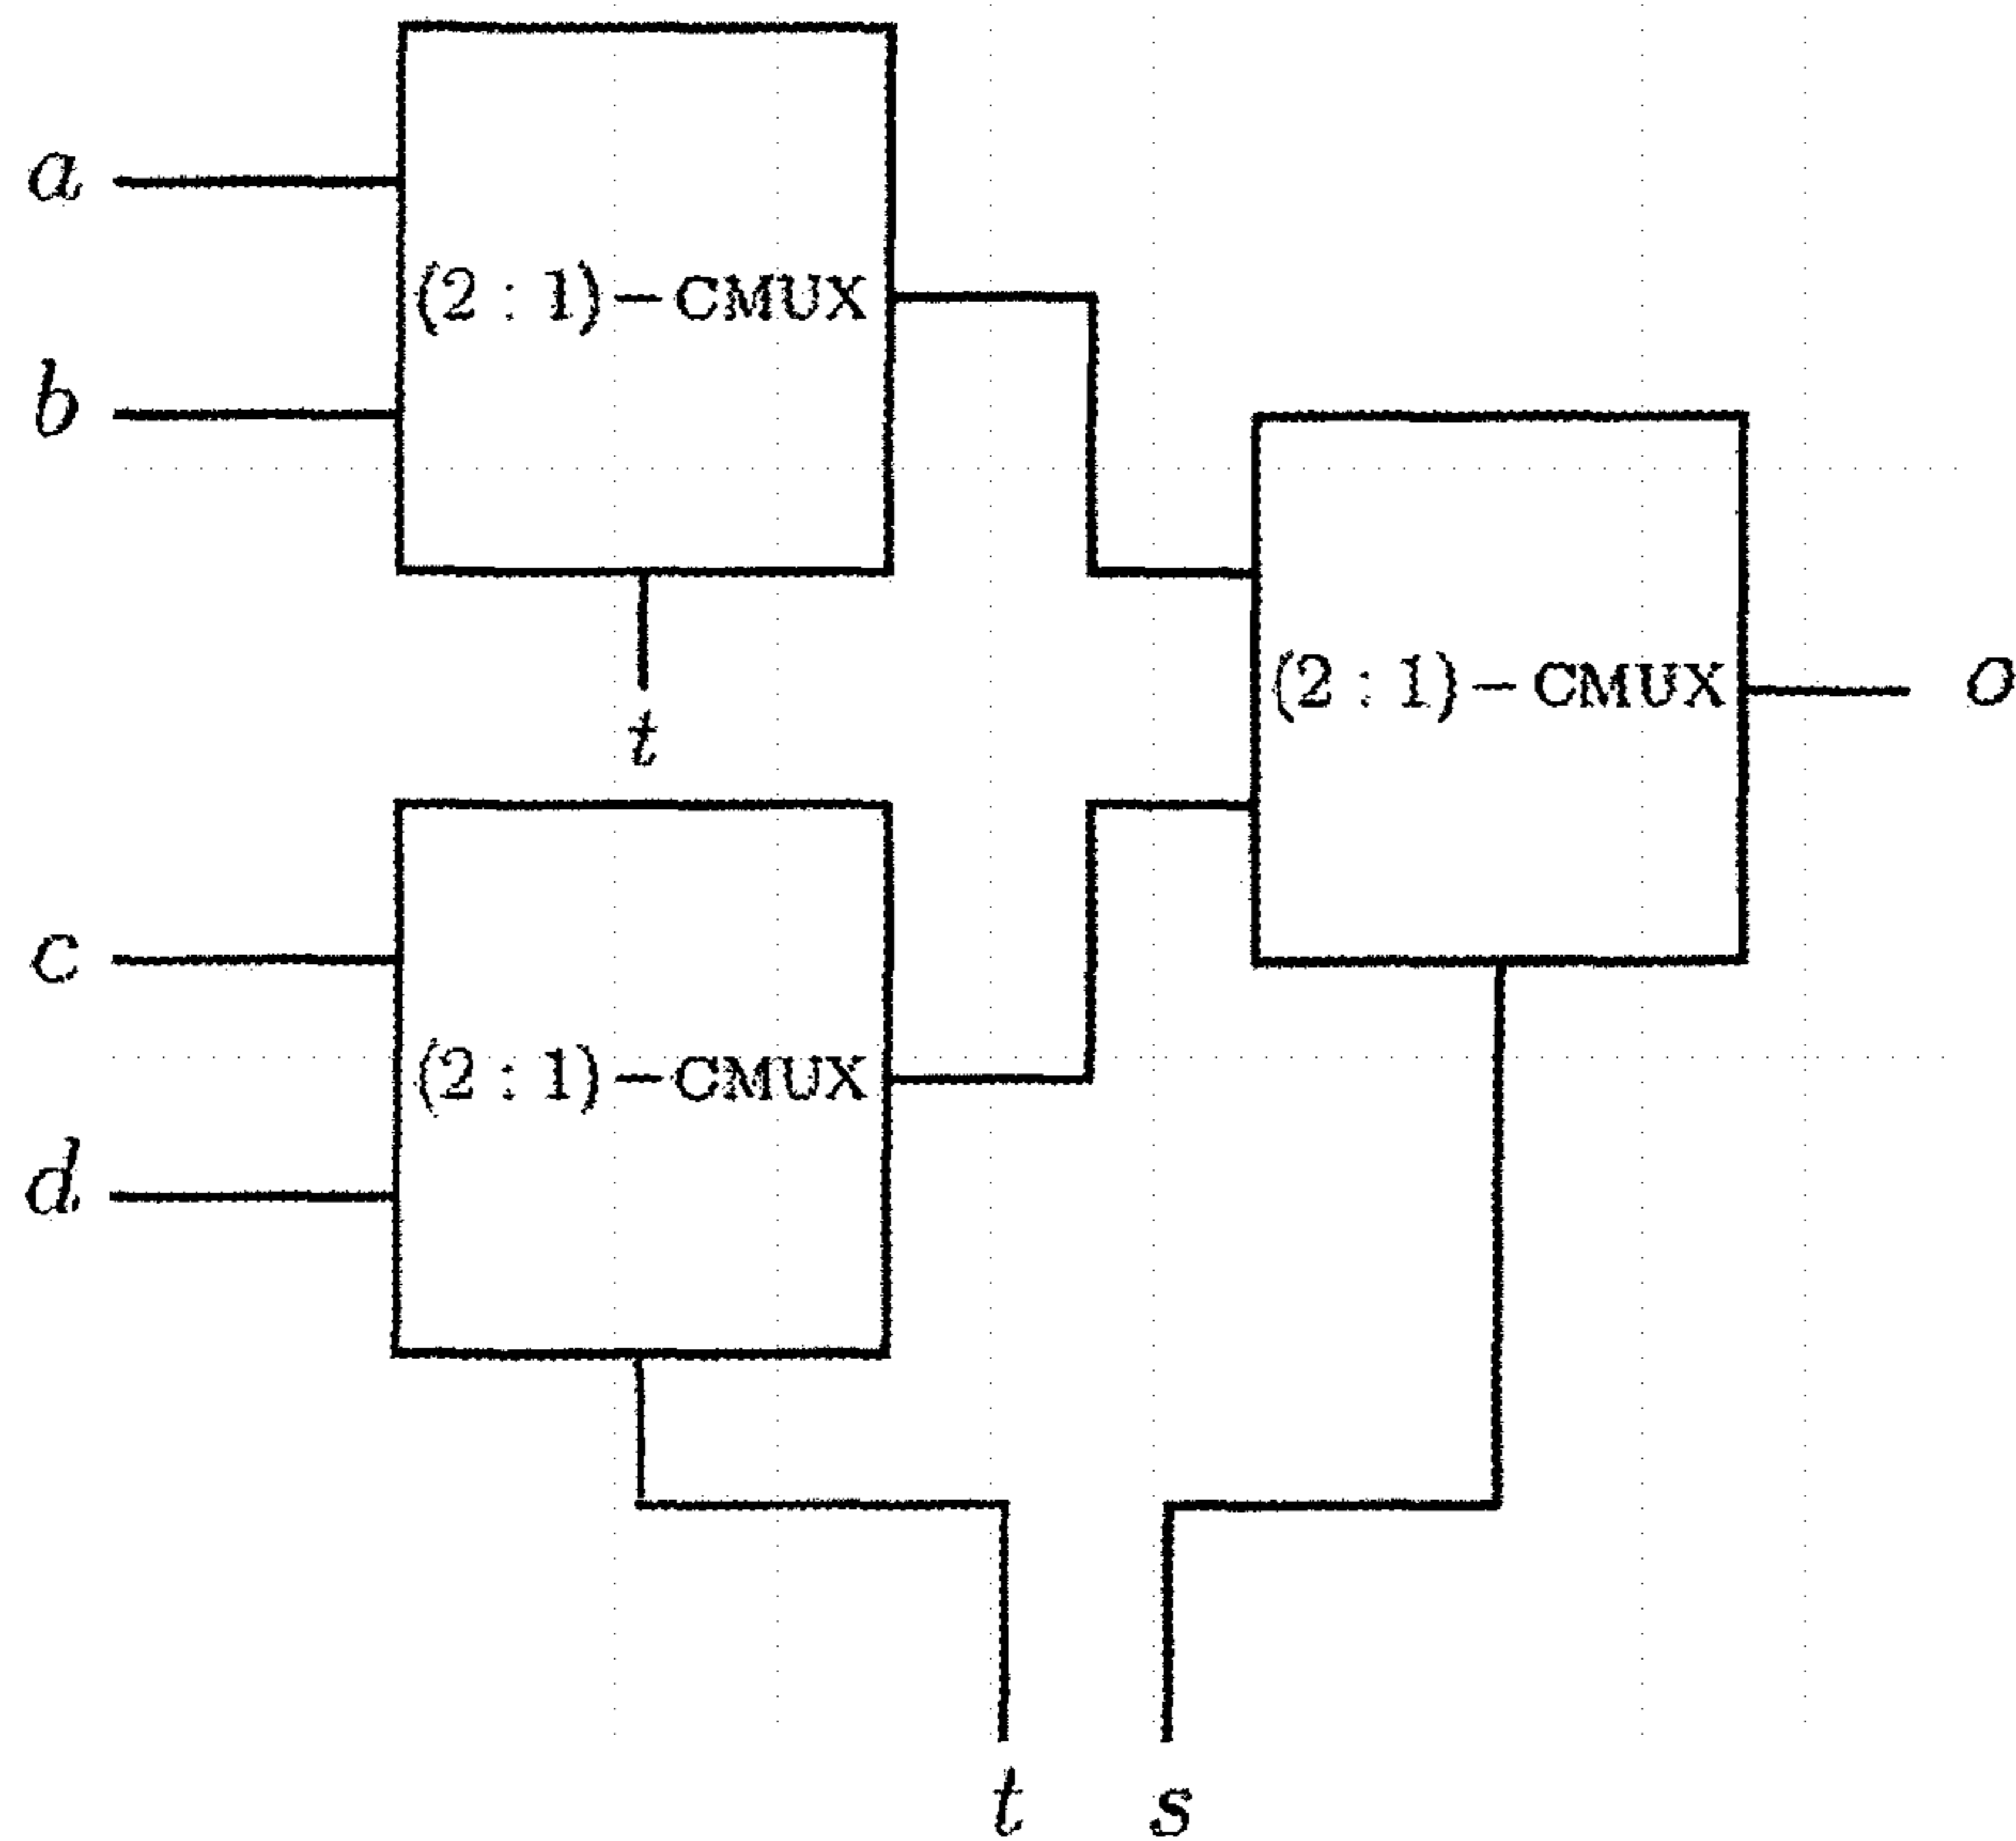 a
(2 : 1)−CMUX
b
(2 : 1)−CMUX
o
t
c
(2 : 1)−CMUX
d
t
s